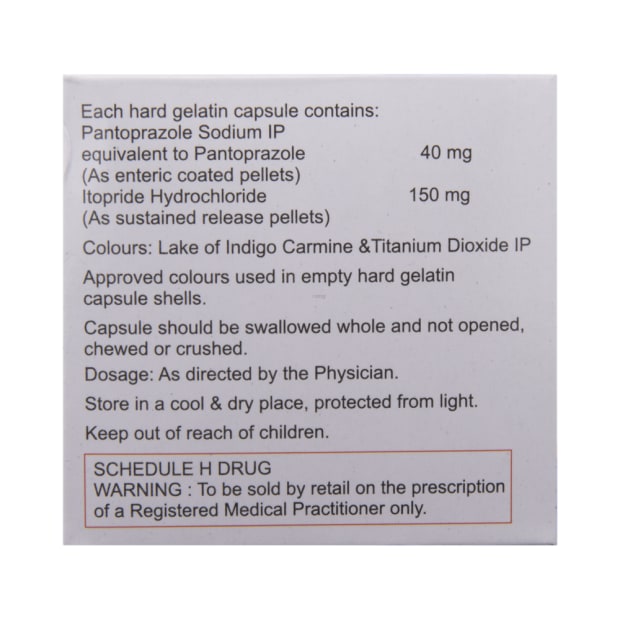 Each hard gelatin capsule contains:
Pantoprazole Sodium IP
equivalent to Pantoprazole 40 mg
(As enteric coated pellets)
Itopride Hydrochloride 150 mg
(As sustained release pellets)
Colours: Lake of Indigo Carmine &Titanium Dioxide IP
Approved colours used in empty hard gelatin
capsule shells.
Capsule should be swallowed whole and not opened,
chewed or crushed.
Dosage: As directed by the Physician.
Store in a cool & dry place, protected from light.
Keep out of reach of children.
SCHEDULE H DRUG
WARNING : To be sold by retail on the prescription
of a Registered Medical Practitioner only.